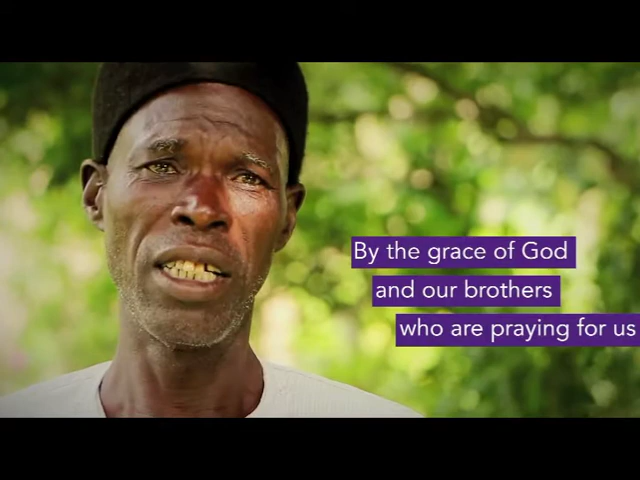 By the grace of God
and our brothers
who are praying for us